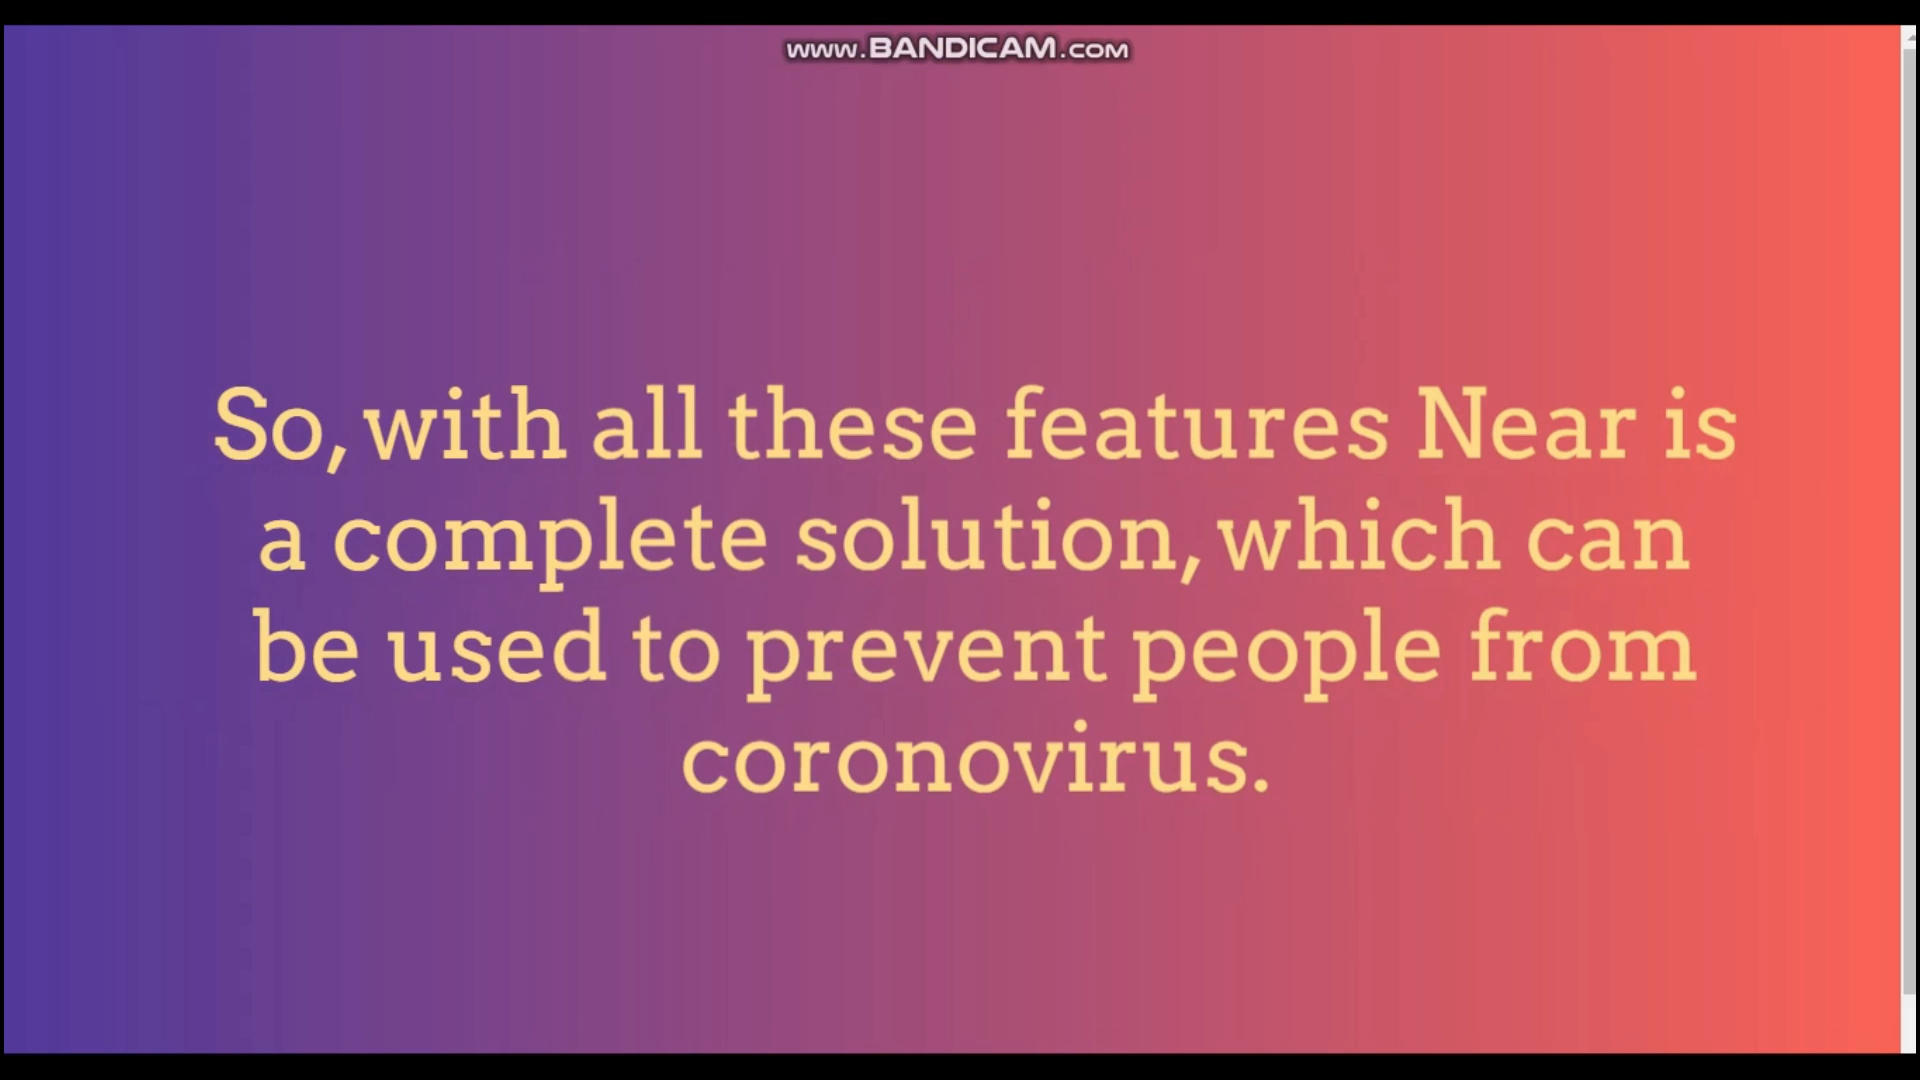 www.BANDICAM.com
So, with all these features Near is
a complete solution, which can
be used to prevent people from
coronovirus.